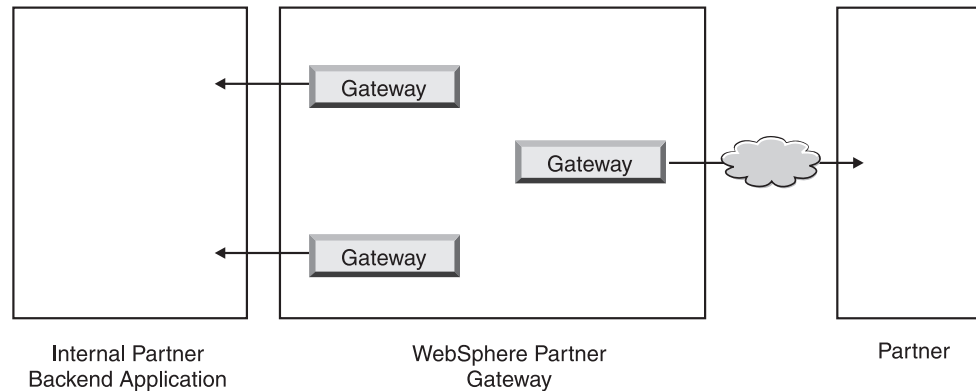 Gateway
Gateway
Gateway
Internal Partner
Backend Application
WebSphere Partner
Gateway
Partner